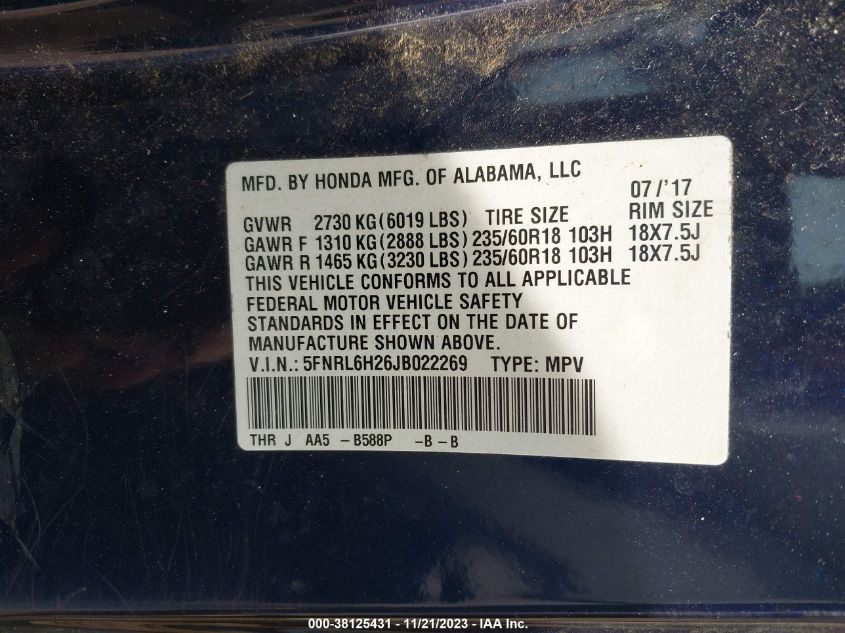 MFD. BY HONDA MFG. OF ALABAMA, LLC 07/'17
GVWR 2730 KG(6019 LBS) TIRE SIZE RIM SIZE
GAWR F 1310 KG(2888 LBS) 235/60R18 103H 18X7.5J
GAWR R 1465 KG(3230 LBS) 235/60R18 103H 18X7.5J
THIS VEHICLE CONFORMS TO ALL APPLICABLE
FEDERAL MOTOR VEHICLE SAFETY
STANDARDS IN EFFECT ON THE DATE OF
MANUFACTURE SHOWN ABOVE.
V.I.N.: 5FNRL6H26JB022269 TYPE: MPV
THR J AA5 -B588P -B-B
000-38125431 - 11/21/2023 - IAA Inc.